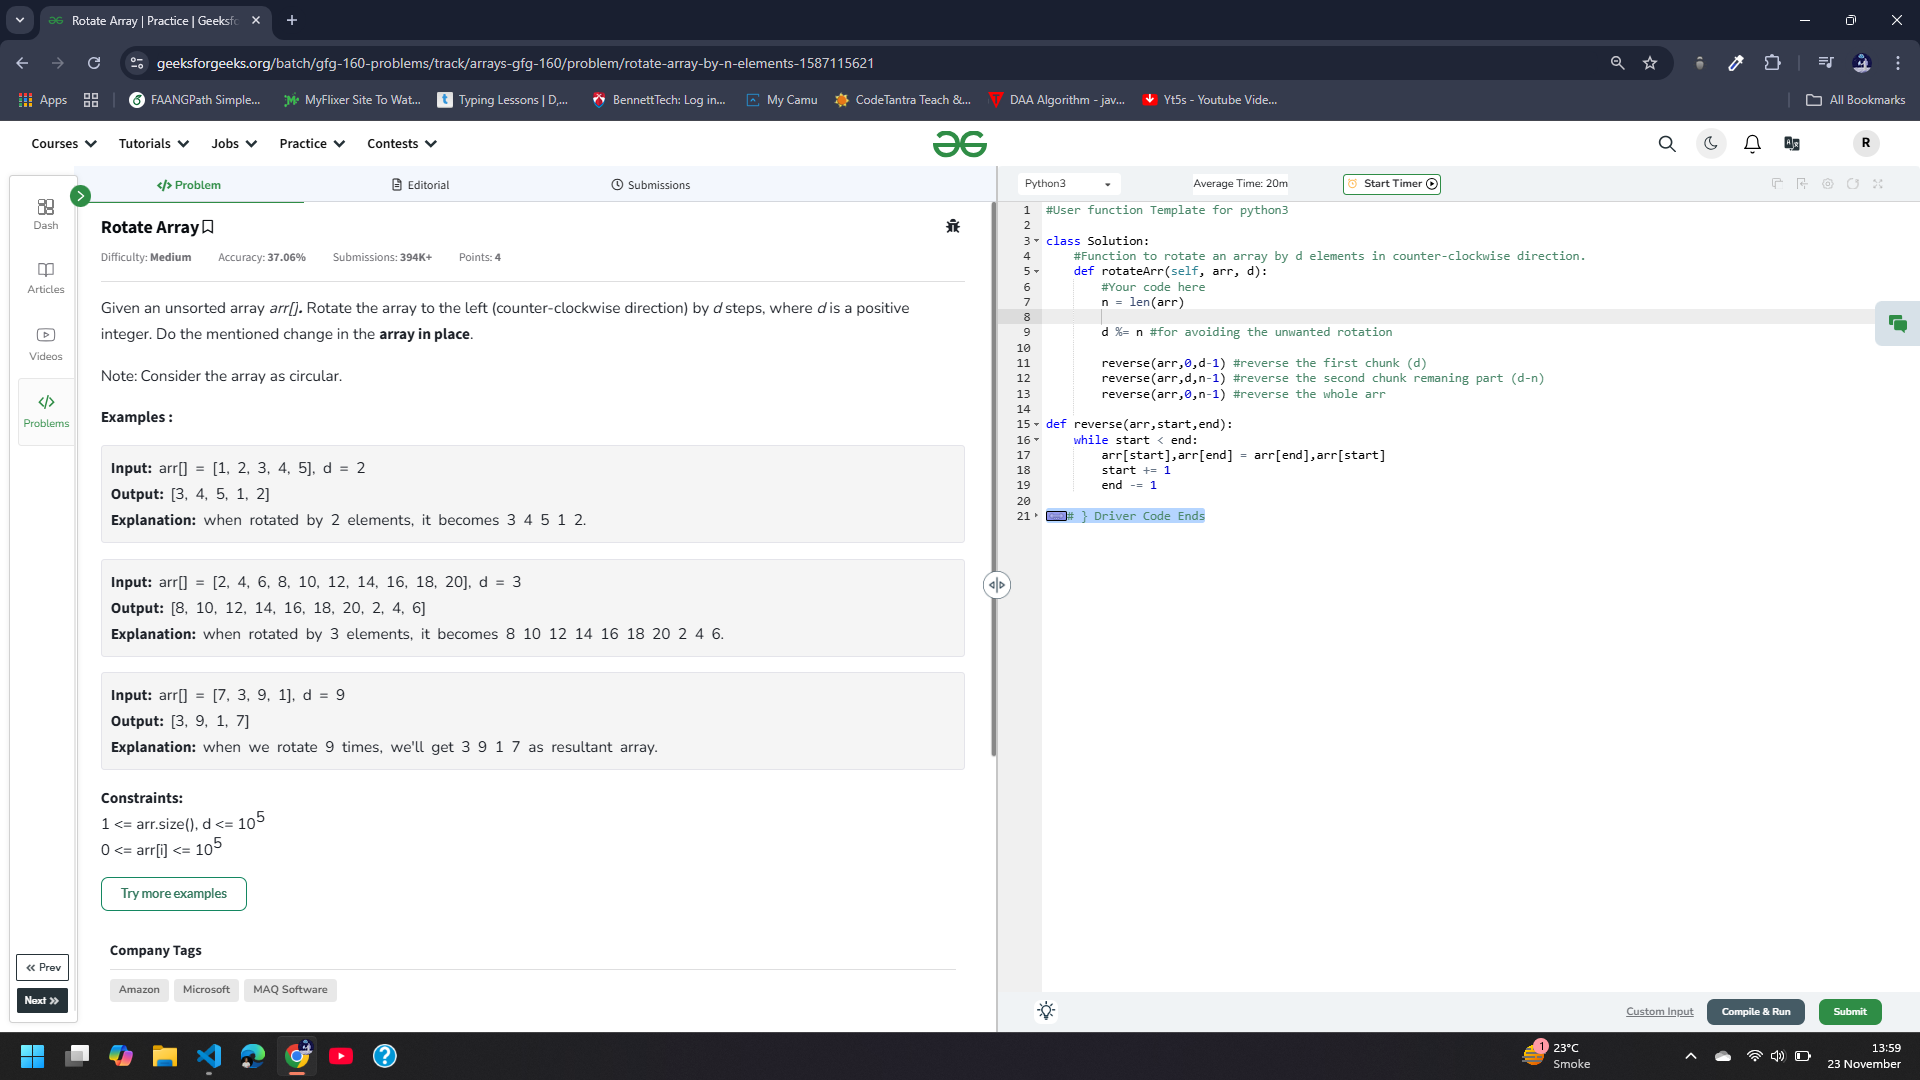 Rotate Array | Practice | Geeksfo
geeksforgeeks.org/batch/gfg-160-problems/track/arrays-gfg-160/problem/rotate-array-by-n-elements-1587115621
Apps FAANGPath Simple... MyFlixer Site To Wat... Typing Lessons | D,... BennettTech: Log in... My Camu CodeTantra Teach &... DAA Algorithm - jav... Yt5s - Youtube Vide... All Bookmarks
Courses Tutorials Jobs Practice Contests R
Dash
Articles
Videos
Problems
Prev
Next
Problem Editorial Submissions
Rotate Array
Difficulty: Medium Accuracy: 37.06% Submissions: 394K+ Points: 4
Given an unsorted array arr[]. Rotate the array to the left (counter-clockwise direction) by d steps, where d is a positive
integer. Do the mentioned change in the array in place.
Note: Consider the array as circular.
Examples :
Input: arr[] = [1, 2, 3, 4, 5], d = 2
Output: [3, 4, 5, 1, 2]
Explanation: when rotated by 2 elements, it becomes 3 4 5 1 2.
Input: arr[] = [2, 4, 6, 8, 10, 12, 14, 16, 18, 20], d = 3
Output: [8, 10, 12, 14, 16, 18, 20, 2, 4, 6]
Explanation: when rotated by 3 elements, it becomes 8 10 12 14 16 18 20 2 4 6.
Input: arr[] = [7, 3, 9, 1], d = 9
Output: [3, 9, 1, 7]
Explanation: when we rotate 9 times, we'll get 3 9 1 7 as resultant array.
Constraints:
1 <= arr.size(), d <= 10^5
0 <= arr[i] <= 10^5
Try more examples
Company Tags
Amazon Microsoft MAQ Software
Python3 Average Time: 20m Start Timer
1 #User function Template for python3
2
3 class Solution:
4 #Function to rotate an array by d elements in counter-clockwise direction.
5 def rotateArr(self, arr, d):
6 #Your code here
7 n = len(arr)
8
9 d %= n #for avoiding the unwanted rotation
10
11 reverse(arr,0,d-1) #reverse the first chunk (d)
12 reverse(arr,d,n-1) #reverse the second chunk remaning part (d-n)
13 reverse(arr,0,n-1) #reverse the whole arr
14
15 def reverse(arr,start,end):
16 while start < end:
17 arr[start],arr[end] = arr[end],arr[start]
18 start += 1
19 end -= 1
20
21 # } Driver Code Ends
Custom Input Compile & Run Submit
1 23°C
Smoke
13:59
23 November